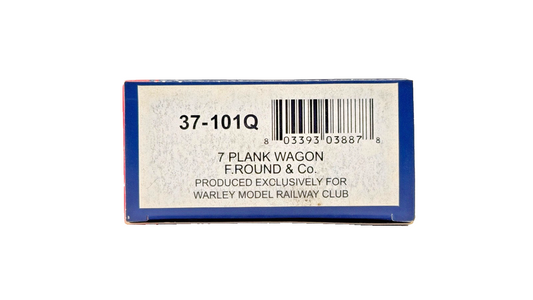 37-101Q
8 03393 03887 8
7 PLANK WAGON
F.ROUND & Co.
PRODUCED EXCLUSIVELY FOR
WARLEY MODEL RAILWAY CLUB